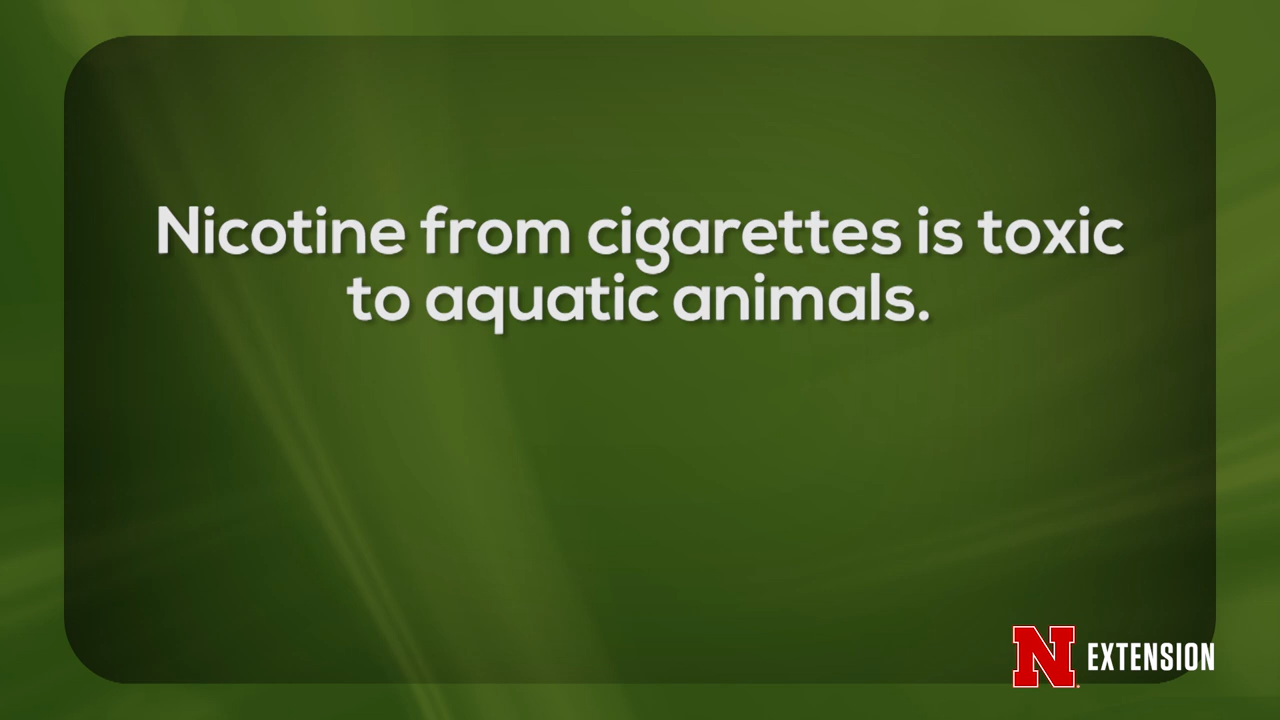 Nicotine from cigarettes is toxic
to aquatic animals.
N EXTENSION